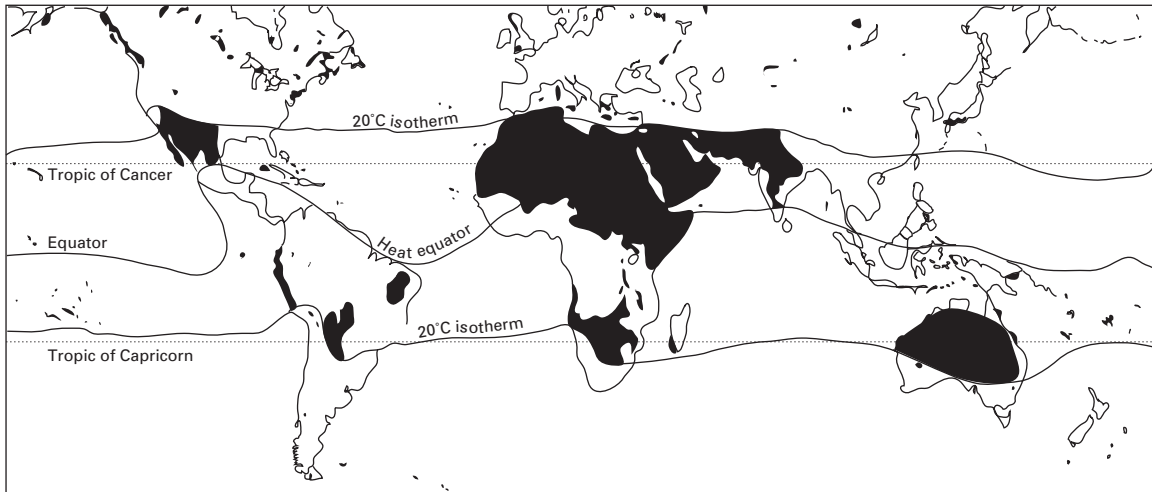 20°C isotherm
Tropic of Cancer
Equator
Heat equator
20°C isotherm
Tropic of Capricorn